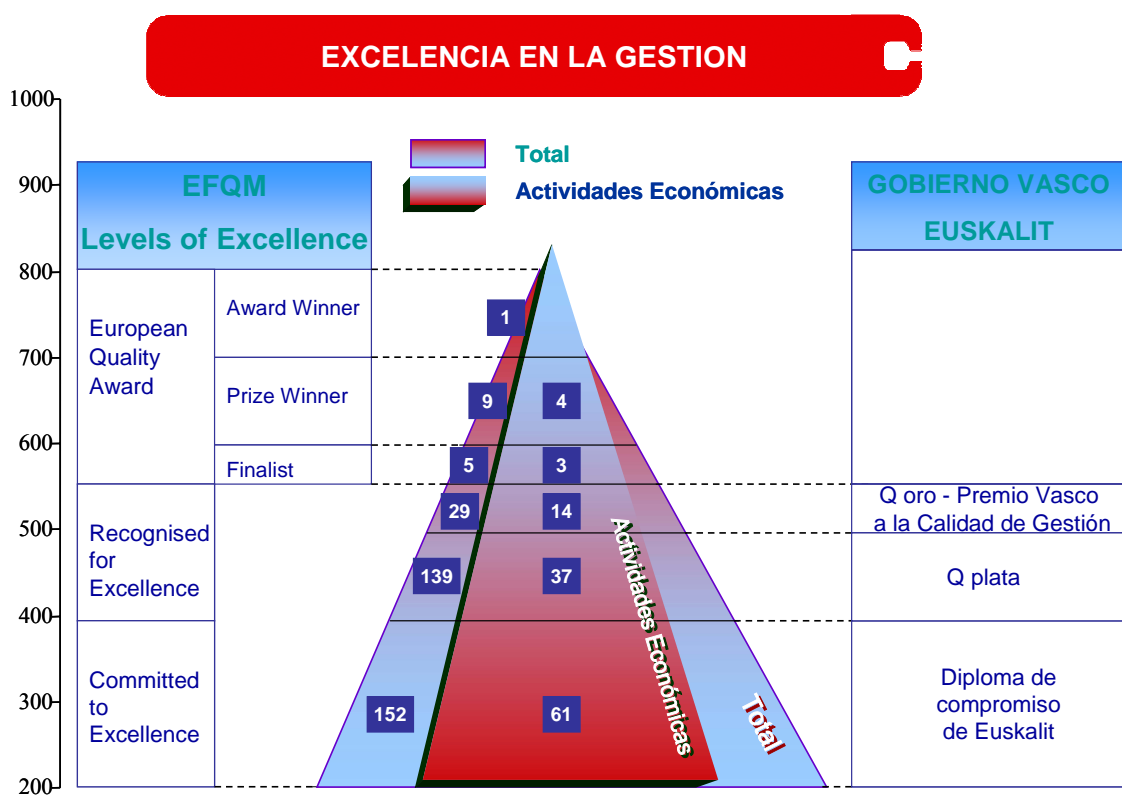 EXCELENCIA EN LA GESTION
1000
900
800
700
600
500
400
300
200
Total
Actividades Económicas
EFQM
Levels of Excellence
European
Quality
Award
Award Winner
Prize Winner
Finalist
Recognised
for
Excellence
Committed
to
Excellence
1
9
4
5
3
29
14
139
37
152
61
Actividades Económicas
Total
GOBIERNO VASCO
EUSKALIT
Q oro - Premio Vasco
a la Calidad de Gestión
Q plata
Diploma de
compromiso
de Euskalit